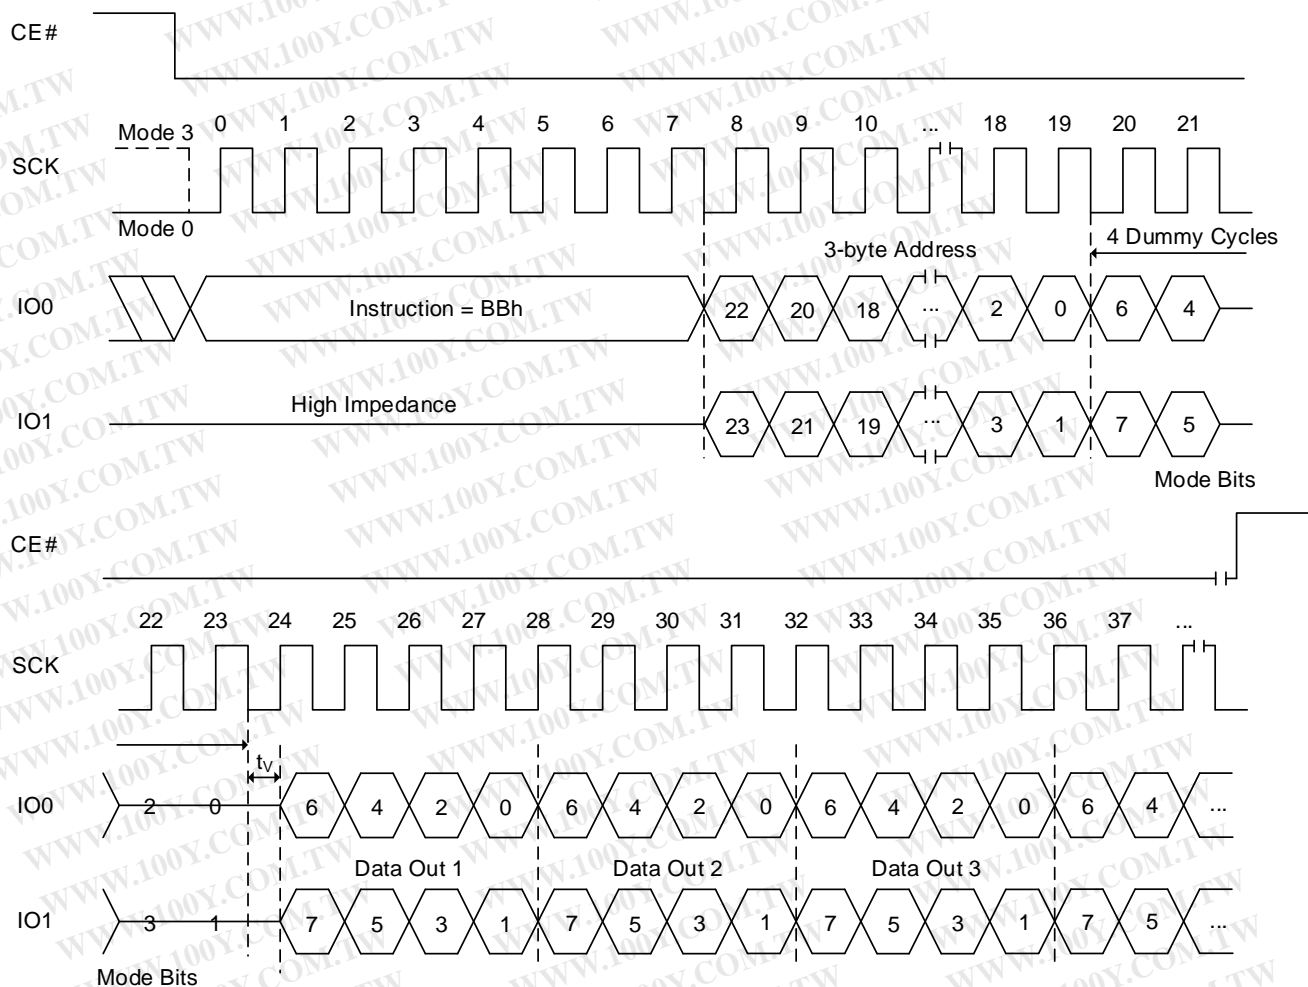 CE#
Mode 3 0 1 2 3 4 5 6 7 8 9 10 ... 18 19 20 21
SCK
Mode 0
3-byte Address 4 Dummy Cycles
IO0 Instruction = BBh 22 20 18 ... 2 0 6 4
High Impedance
IO1 23 21 19 ... 3 1 7 5
Mode Bits
CE#
22 23 24 25 26 27 28 29 30 31 32 33 34 35 36 37 ...
SCK
tV
IO0 2 0 6 4 2 0 6 4 2 0 6 4 2 0 6 4 ...
Data Out 1 Data Out 2 Data Out 3
IO1 3 1 7 5 3 1 7 5 3 1 7 5 3 1 7 5 ...
Mode Bits
WWW.100Y.COM.TW